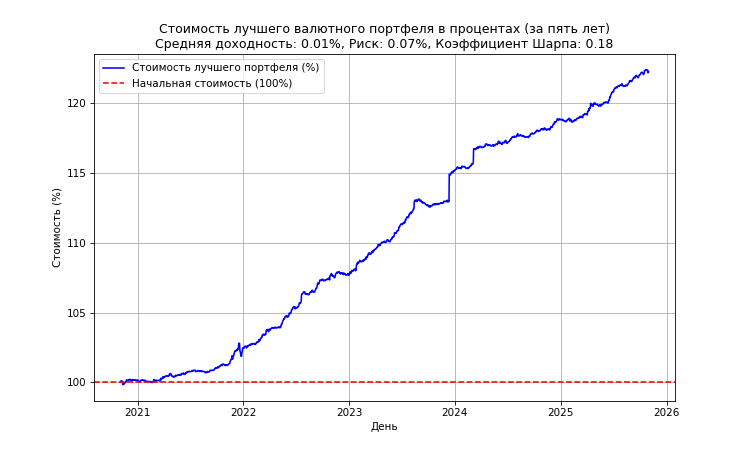 Стоимость лучшего валютного портфеля в процентах (за пять лет)
Средняя доходность: 0.01%, Риск: 0.07%, Коэффициент Шарпа: 0.18
Стоимость лучшего портфеля (%)
Начальная стоимость (100%)
Стоимость (%)
120
115
110
105
100
2021 2022 2023 2024 2025 2026
День